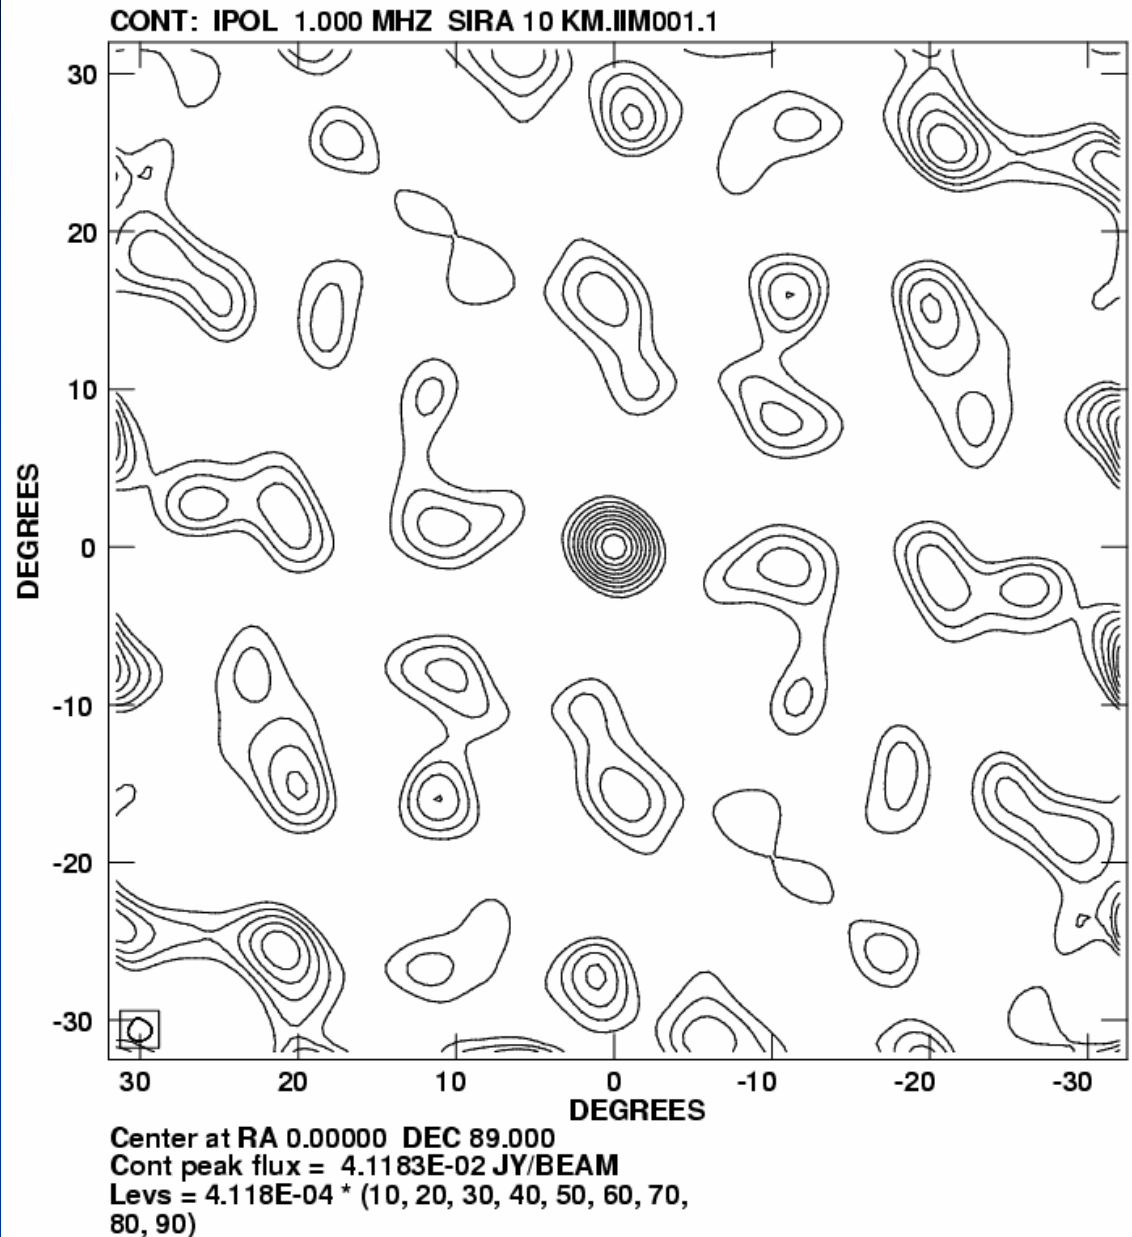 CONT: IPOL 1.000 MHZ SIRA 10 KM.IIM001.1
30
20
10
0
-10
-20
-30
DEGREES
30 20 10 0 -10 -20 -30
DEGREES
Center at RA 0.00000 DEC 89.000
Cont peak flux = 4.1183E-02 JY/BEAM
Levs = 4.118E-04 * (10, 20, 30, 40, 50, 60, 70,
80, 90)